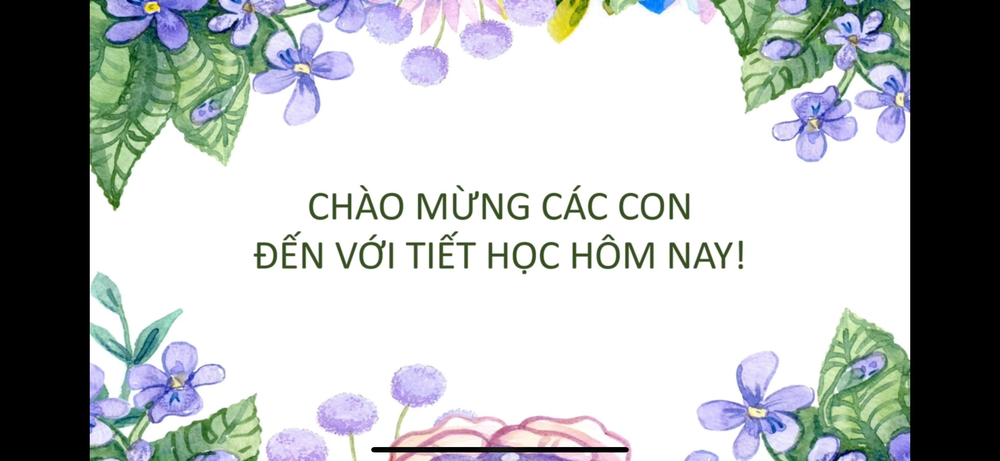 CHÀO MỪNG CÁC CON
ĐẾN VỚI TIẾT HỌC HÔM NAY!